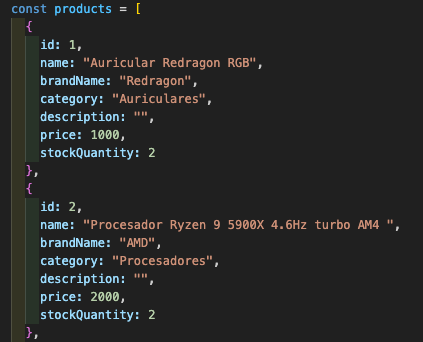 const products = [
{
id: 1,
name: "Auricular Redragon RGB",
brandName: "Redragon",
category: "Auriculares",
description: "",
price: 1000,
stockQuantity: 2
},
{
id: 2,
name: "Procesador Ryzen 9 5900X 4.6Hz turbo AM4 ",
brandName: "AMD",
category: "Procesadores",
description: "",
price: 2000,
stockQuantity: 2
},